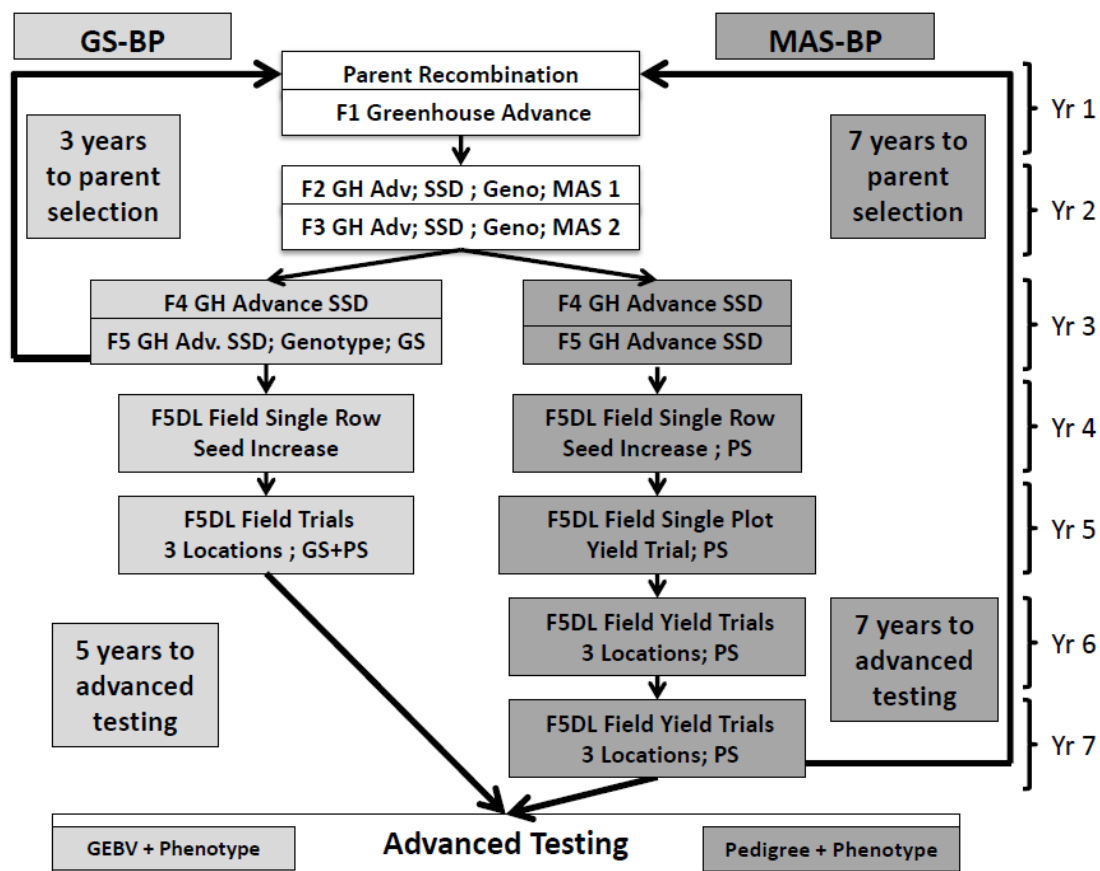 GS-BP
MAS-BP
Parent Recombination
F1 Greenhouse Advance
Yr 1
3 years
to parent
selection
7 years to
parent
selection
F2 GH Adv; SSD ; Geno; MAS 1
F3 GH Adv; SSD ; Geno; MAS 2
Yr 2
F4 GH Advance SSD
F5 GH Adv. SSD; Genotype; GS
F4 GH Advance SSD
F5 GH Advance SSD
Yr 3
F5DL Field Single Row
Seed Increase
F5DL Field Single Row
Seed Increase ; PS
Yr 4
F5DL Field Trials
3 Locations ; GS+PS
F5DL Field Single Plot
Yield Trial; PS
Yr 5
5 years to
advanced
testing
F5DL Field Yield Trials
3 Locations; PS
7 years to
advanced
testing
Yr 6
F5DL Field Yield Trials
3 Locations; PS
Yr 7
Advanced Testing
GEBV + Phenotype
Pedigree + Phenotype